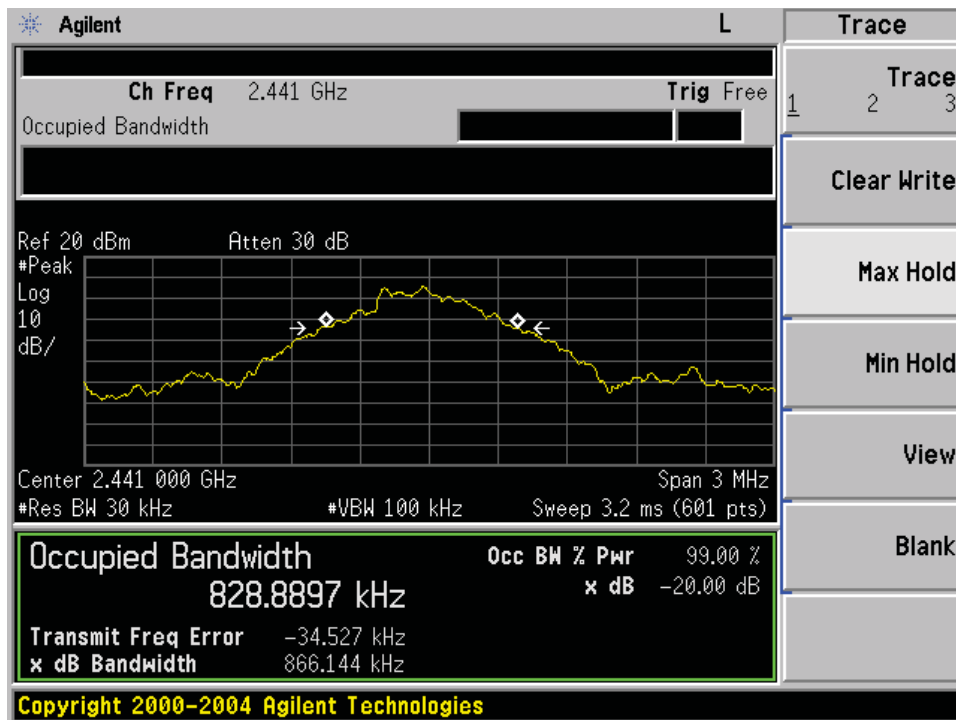 Agilent L Trace
Ch Freq 2.441 GHz Trig Free
Occupied Bandwidth
Trace
1 2 3
Clear Write
Max Hold
Min Hold
View
Blank
Ref 20 dBm Atten 30 dB
#Peak
Log
10
dB/
Center 2.441 000 GHz Span 3 MHz
#Res BW 30 kHz #VBW 100 kHz Sweep 3.2 ms (601 pts)
Occupied Bandwidth Occ BW % Pwr 99.00 %
828.8897 kHz x dB -20.00 dB
Transmit Freq Error -34.527 kHz
x dB Bandwidth 866.144 kHz
Copyright 2000-2004 Agilent Technologies